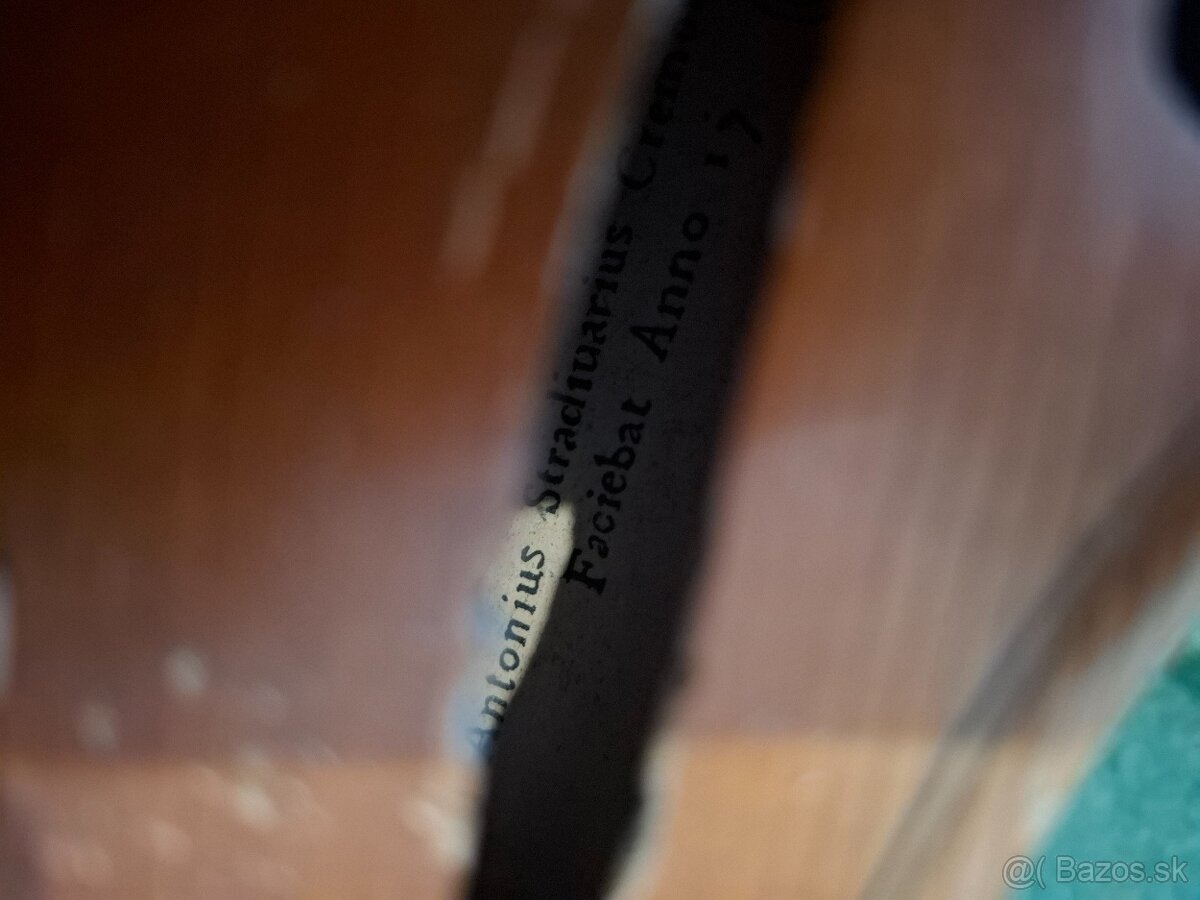 Antonius Stradiuarius Crem
Faciebat Anno 17
@( Bazos.sk